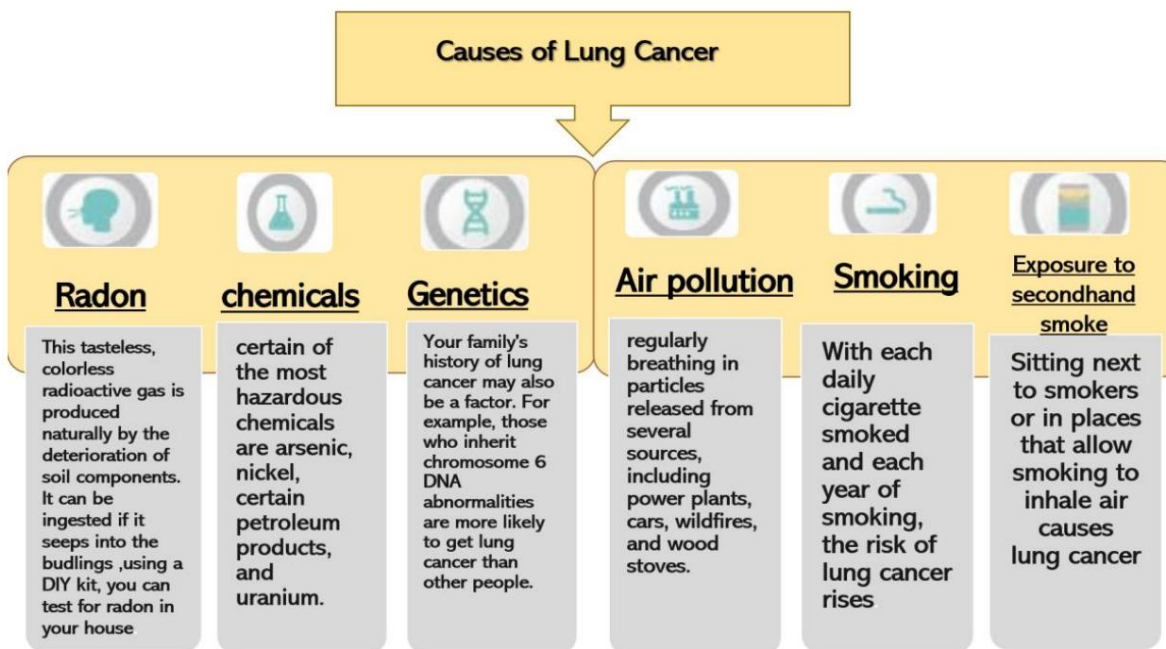 Causes of Lung Cancer
Radon
This tasteless,
colorless
radioactive gas is
produced
naturally by the
deterioration of
soil components.
It can be
ingested if it
seeps into the
budlings ,using a
DIY kit, you can
test for radon in
your house
chemicals
certain of
the most
hazardous
chemicals
are arsenic,
nickel,
certain
petroleum
products,
and
uranium.
Genetics
Your family's
history of lung
cancer may also
be a factor. For
example, those
who inherit
chromosome 6
DNA
abnormalities
are more likely
to get lung
cancer than
other people.
Air pollution
regularly
breathing in
particles
released from
several
sources,
including
power plants,
cars, wildfires,
and wood
stoves.
Smoking
With each
daily
cigarette
smoked
and each
year of
smoking,
the risk of
lung cancer
rises
Exposure to
secondhand
smoke
Sitting next
to smokers
or in places
that allow
smoking to
inhale air
causes
lung cancer